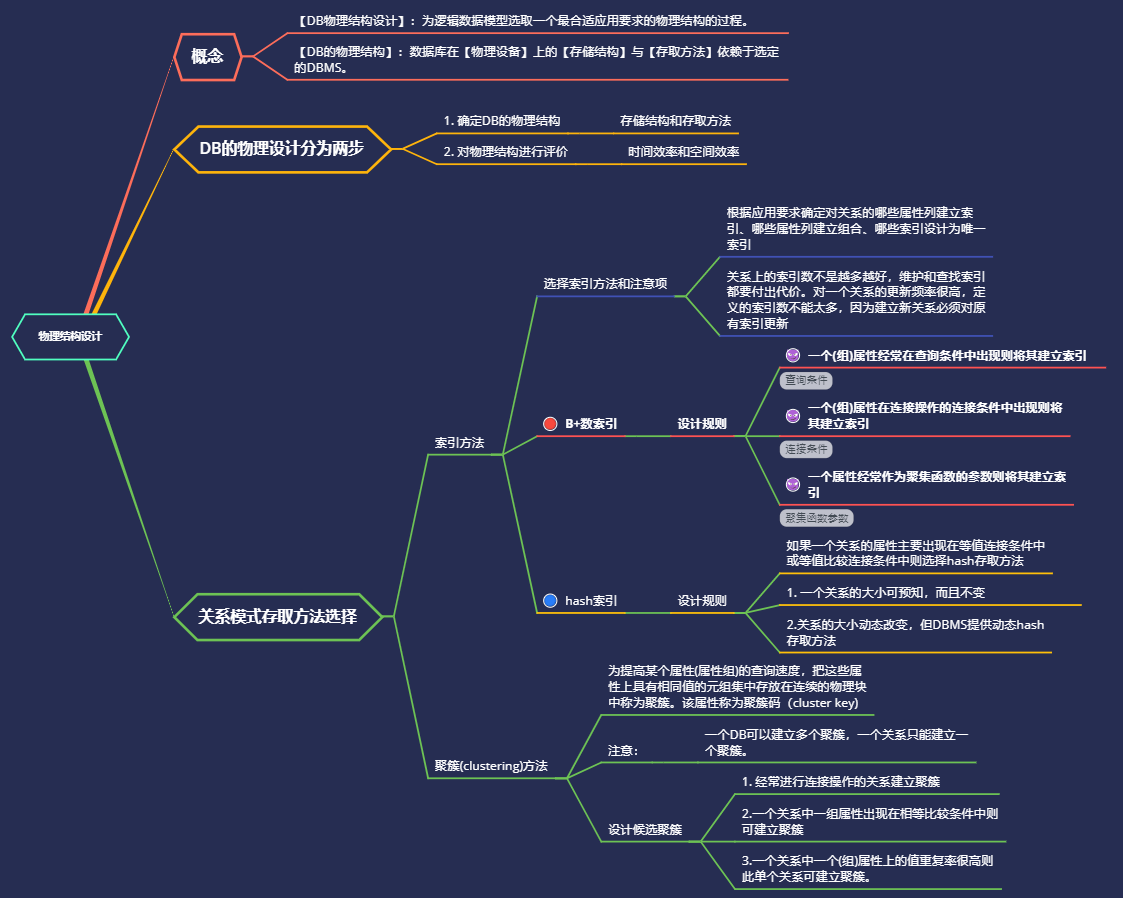 【DB物理结构设计】：为逻辑数据模型选取一个最合适应用要求的物理结构的过程。
概念
【DB的物理结构】：数据库在【物理设备】上的【存储结构】与【存取方法】依赖于选定
的DBMS。
DB的物理设计分为两步
1. 确定DB的物理结构
存储结构和存取方法
2. 对物理结构进行评价
时间效率和空间效率
物理结构设计
关系模式存取方法选择
索引方法
选择索引方法和注意项
根据应用要求确定对关系的哪些属性列建立索
引、哪些属性列建立组合、哪些索引设计为唯一
索引
关系上的索引数不是越多越好，维护和查找索引
都要付出代价。对一个关系的更新频率很高，定
义的索引数不能太多，因为建立新关系必须对原
有索引更新
B+数索引
设计规则
一个(组)属性经常在查询条件中出现则将其建立索引
查询条件
一个(组)属性在连接操作的连接条件中出现则将
其建立索引
连接条件
一个属性经常作为聚集函数的参数则将其建立索
引
聚集函数参数
hash索引
设计规则
如果一个关系的属性主要出现在等值连接条件中
或等值比较连接条件中则选择hash存取方法
1. 一个关系的大小可预知，而且不变
2.关系的大小动态改变，但DBMS提供动态hash
存取方法
聚簇(clustering)方法
为提高某个属性(属性组)的查询速度，把这些属
性上具有相同值的元组集中存放在连续的物理块
中称为聚簇。该属性称为聚簇码（cluster key)
注意：
一个DB可以建立多个聚簇，一个关系只能建立一
个聚簇。
设计候选聚簇
1. 经常进行连接操作的关系建立聚簇
2.一个关系中一组属性出现在相等比较条件中则
可建立聚簇
3.一个关系中一个(组)属性上的值重复率很高则
此单个关系可建立聚簇。